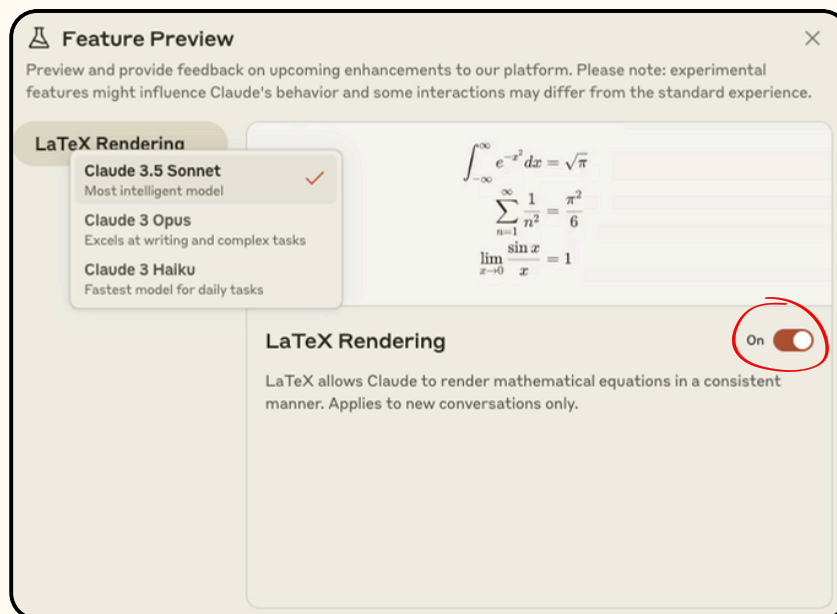 Feature Preview
Preview and provide feedback on upcoming enhancements to our platform. Please note: experimental
features might influence Claude's behavior and some interactions may differ from the standard experience.
LaTeX Rendering
Claude 3.5 Sonnet
Most intelligent model
Claude 3 Opus
Excels at writing and complex tasks
Claude 3 Haiku
Fastest model for daily tasks
∫_{-∞}^{∞} e^{-x²} dx = √π
∑_{n=1}^{∞} 1/n² = π²/6
lim_{x→0} sin x / x = 1
LaTeX Rendering
On
LaTeX allows Claude to render mathematical equations in a consistent
manner. Applies to new conversations only.